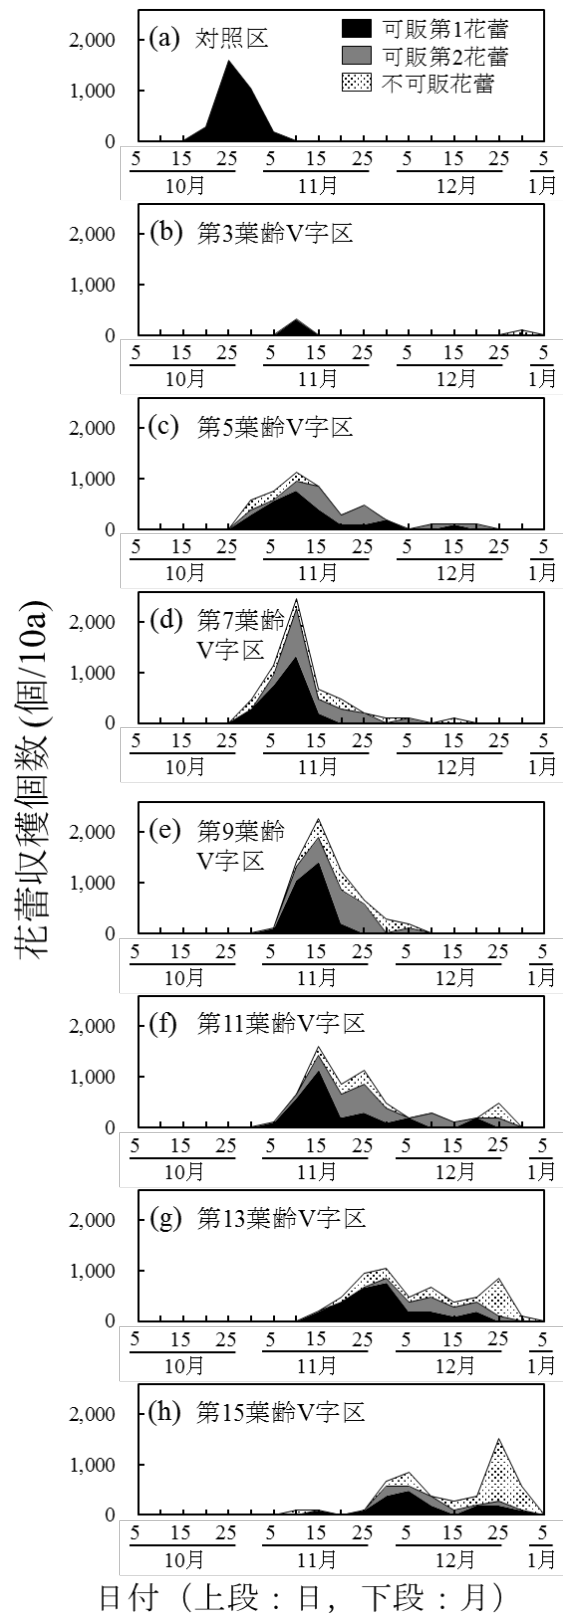 花蕾収穫個数(個/10a)
(a) 対照区
可販第1花蕾
可販第2花蕾
不可販花蕾
2,000
1,000
0
5 15 25 5 15 25 5 15 25 5
10月 11月 12月 1月
(b) 第3葉齢V字区
2,000
1,000
0
5 15 25 5 15 25 5 15 25 5
10月 11月 12月 1月
(c) 第5葉齢V字区
2,000
1,000
0
5 15 25 5 15 25 5 15 25 5
10月 11月 12月 1月
(d) 第7葉齢
V字区
2,000
1,000
0
5 15 25 5 15 25 5 15 25 5
10月 11月 12月 1月
(e) 第9葉齢
V字区
2,000
1,000
0
5 15 25 5 15 25 5 15 25 5
10月 11月 12月 1月
(f) 第11葉齢V字区
2,000
1,000
0
5 15 25 5 15 25 5 15 25 5
10月 11月 12月 1月
(g) 第13葉齢V字区
2,000
1,000
0
5 15 25 5 15 25 5 15 25 5
10月 11月 12月 1月
(h) 第15葉齢V字区
2,000
1,000
0
5 15 25 5 15 25 5 15 25 5
10月 11月 12月 1月
日付（上段：日，下段：月）